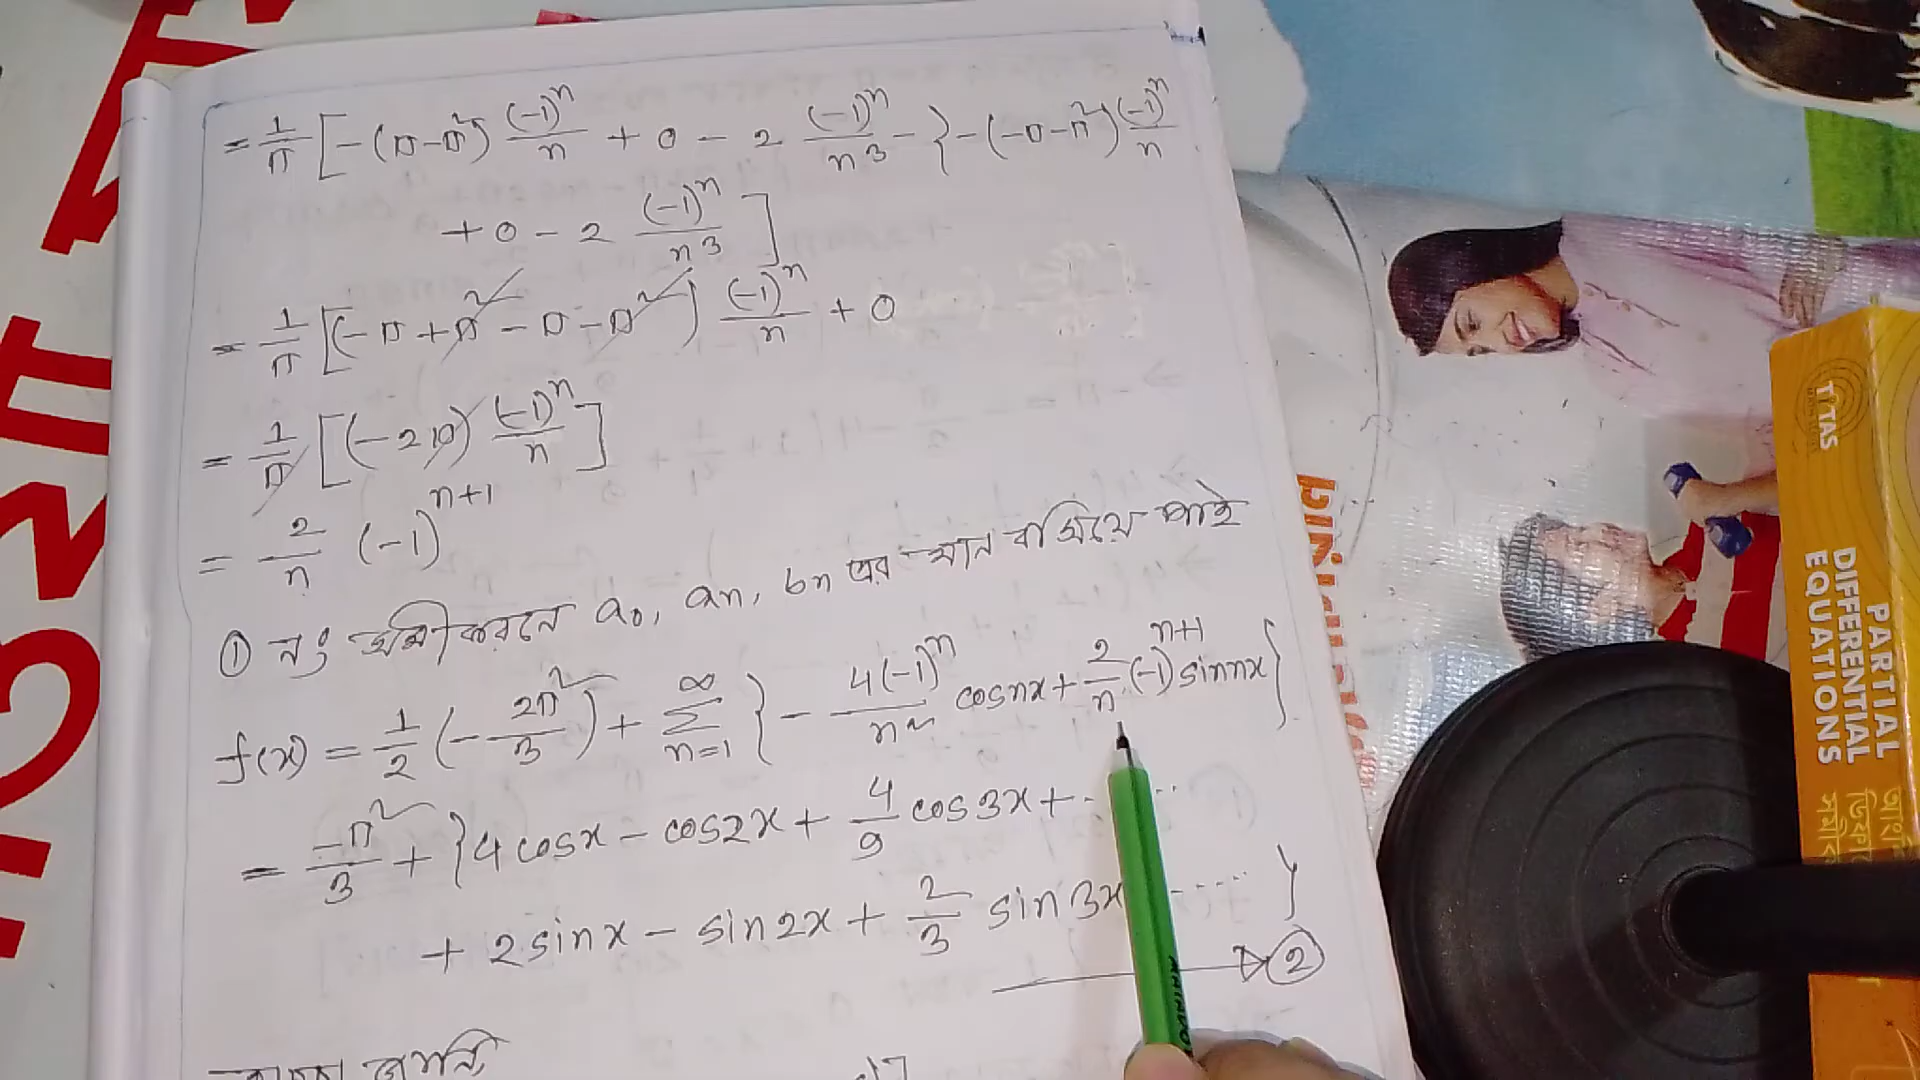 = 1/π [-(π-π²) (-1)ⁿ/n + 0 - 2 (-1)ⁿ/n³ - } - (-π-π²) (-1)ⁿ/n
+ 0 - 2 (-1)ⁿ/n³ ]
= 1/π [(-π+π²-π-π²) (-1)ⁿ/n + 0
= 1/π [(-2π) (-1)ⁿ/n ]
= 2/n (-1)ⁿ⁺¹
① নং সমীকরনে a₀, aₙ, bₙ এর মান বসিয়ে পাই
f(x) = 1/2 (- 2π²/3) + ∑ₙ₌₁^∞ { - 4(-1)ⁿ/n² cosnx + 2/n (-1)ⁿ⁺¹ sinnx }
= -π²/3 + { 4 cosx - cos2x + 4/9 cos3x + ......
+ 2 sinx - sin2x + 2/3 sin3x ..... }
②
আমরা জানি
TITAS
PARTIAL
DIFFERENTIAL
EQUATIONS